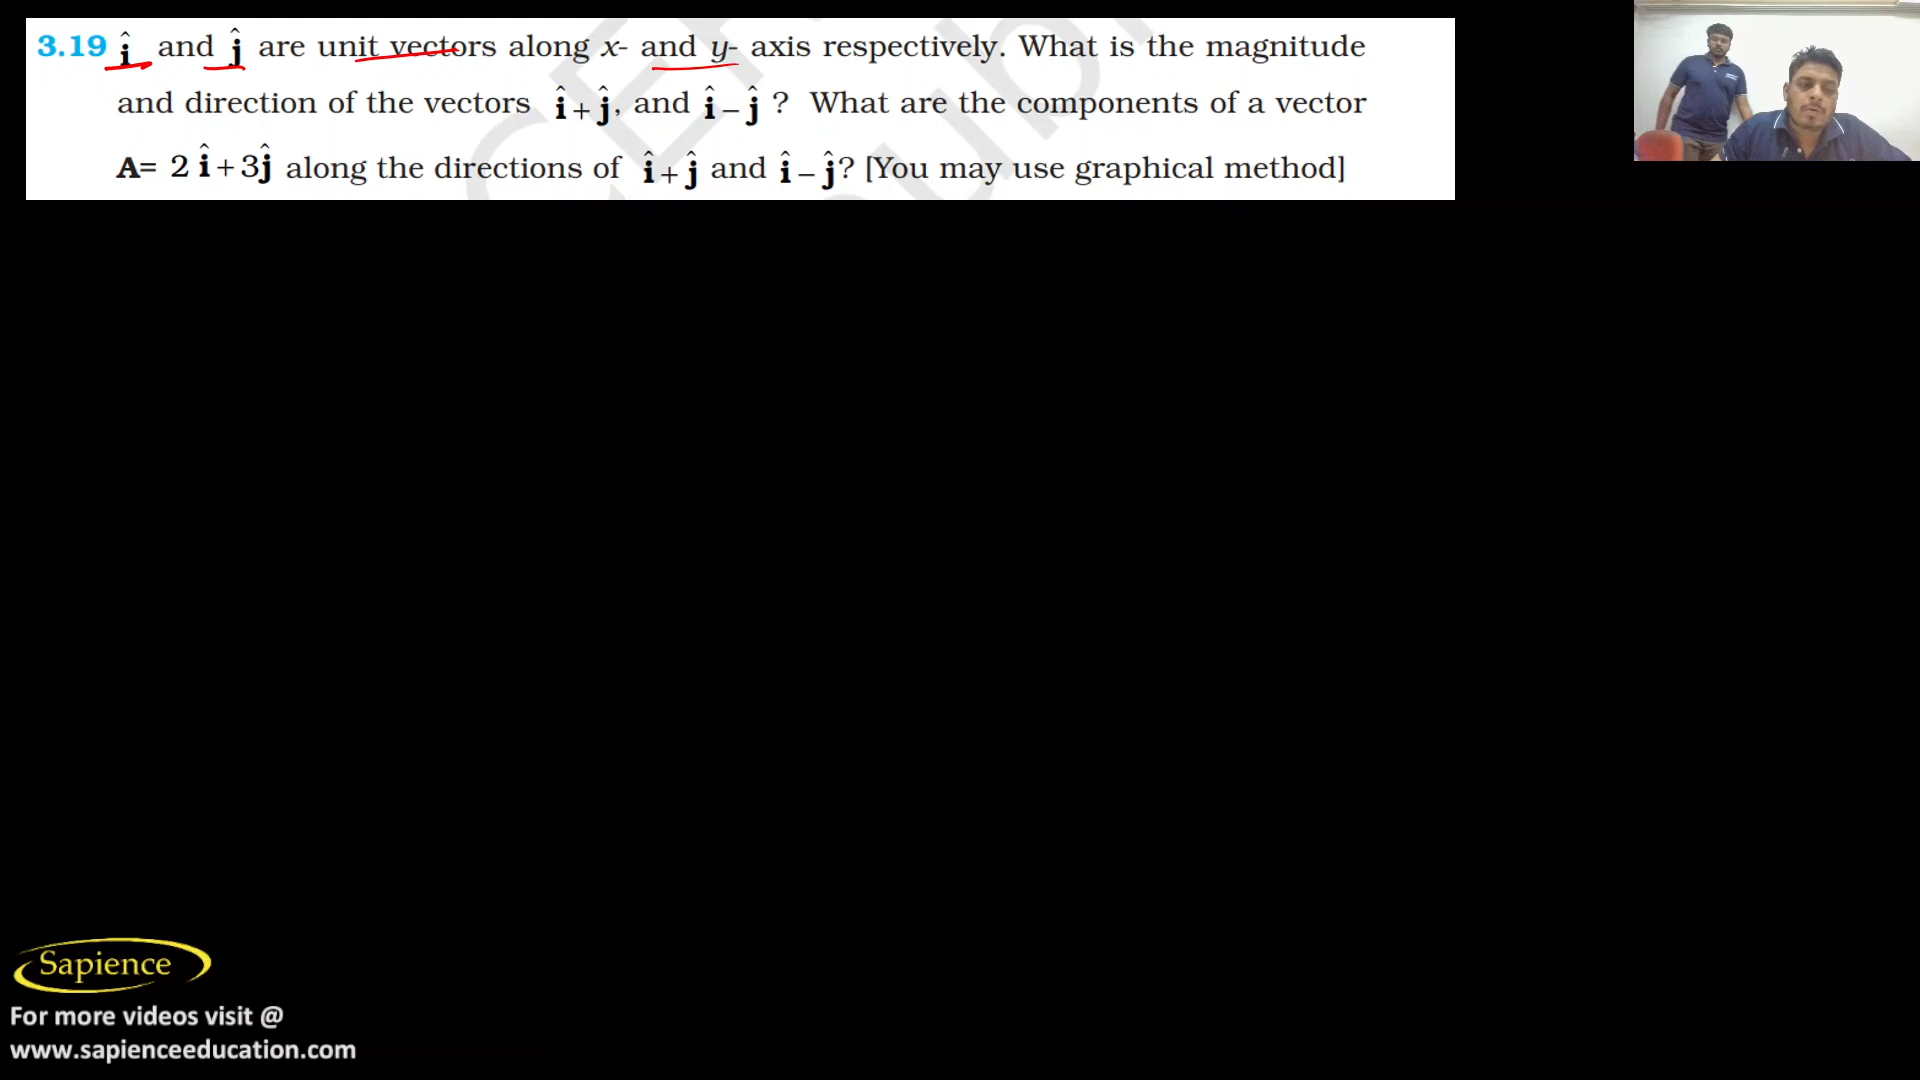 3.19 î and ĵ are unit vectors along x- and y- axis respectively. What is the magnitude
and direction of the vectors î + ĵ, and î – ĵ ? What are the components of a vector
A= 2 î + 3ĵ along the directions of î + ĵ and î – ĵ? [You may use graphical method]
Sapience
For more videos visit @
www.sapienceeducation.com